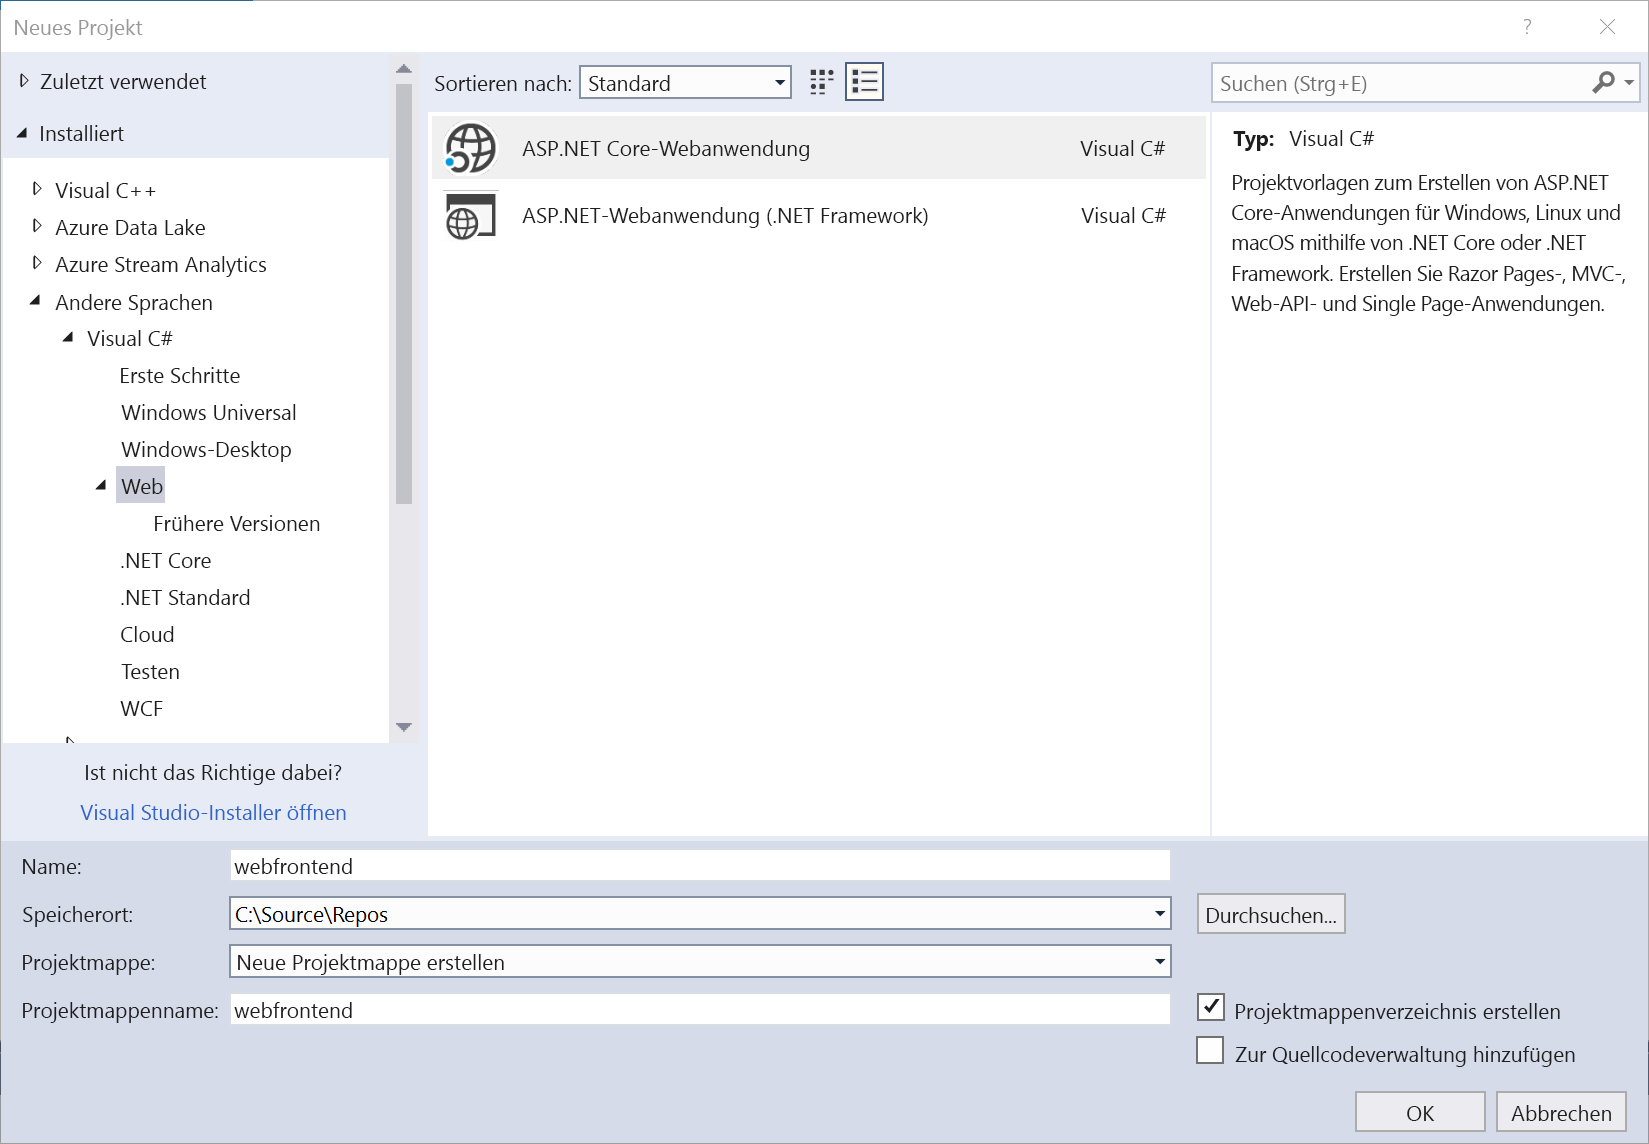 Neues Projekt
?
Zuletzt verwendet
Installiert
Visual C++
Azure Data Lake
Azure Stream Analytics
Andere Sprachen
Visual C#
Erste Schritte
Windows Universal
Windows-Desktop
Web
Frühere Versionen
.NET Core
.NET Standard
Cloud
Testen
WCF
Ist nicht das Richtige dabei?
Visual Studio-Installer öffnen
Sortieren nach: Standard
ASP.NET Core-Webanwendung Visual C#
ASP.NET-Webanwendung (.NET Framework) Visual C#
Suchen (Strg+E)
Typ: Visual C#
Projektvorlagen zum Erstellen von ASP.NET
Core-Anwendungen für Windows, Linux und
macOS mithilfe von .NET Core oder .NET
Framework. Erstellen Sie Razor Pages-, MVC-,
Web-API- und Single Page-Anwendungen.
Name: webfrontend
Speicherort: C:\Source\Repos Durchsuchen...
Projektmappe: Neue Projektmappe erstellen
Projektmappenname: webfrontend
Projektmappenverzeichnis erstellen
Zur Quellcodeverwaltung hinzufügen
OK Abbrechen